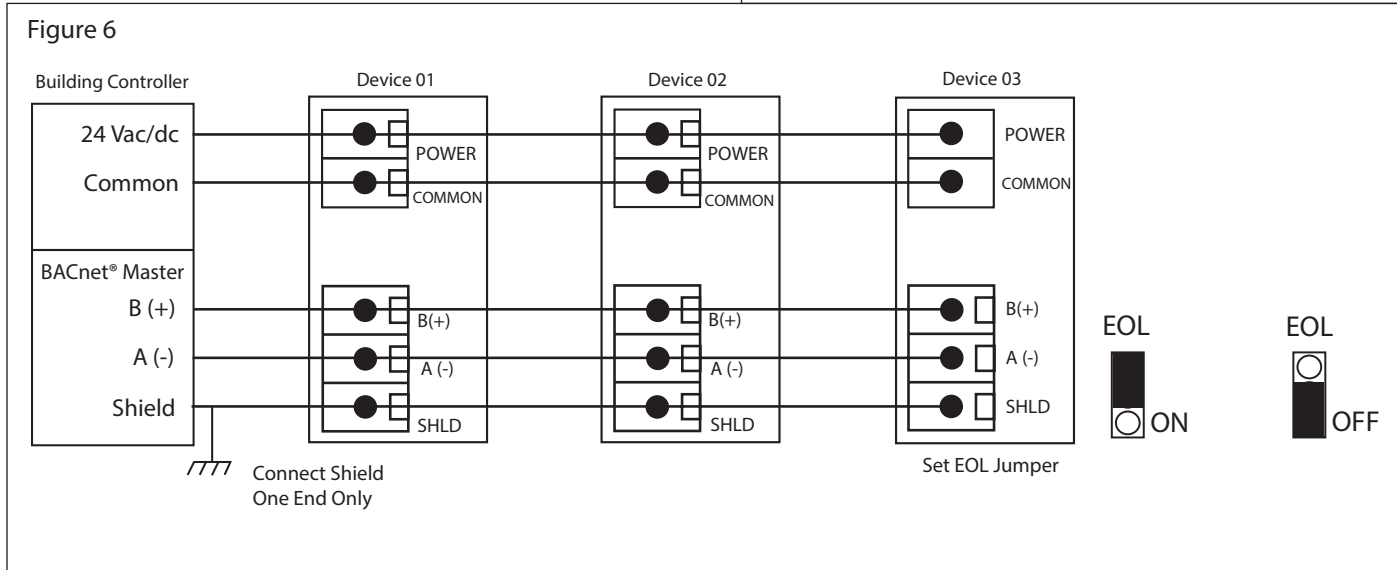 Figure 6
Building Controller
24 Vac/dc
Common
BACnet® Master
B (+)
A (-)
Shield
Connect Shield
One End Only
Device 01
POWER
COMMON
B(+)
A (-)
SHLD
Device 02
POWER
COMMON
B(+)
A (-)
SHLD
Device 03
POWER
COMMON
B(+)
A (-)
SHLD
Set EOL Jumper
EOL
ON
EOL
OFF